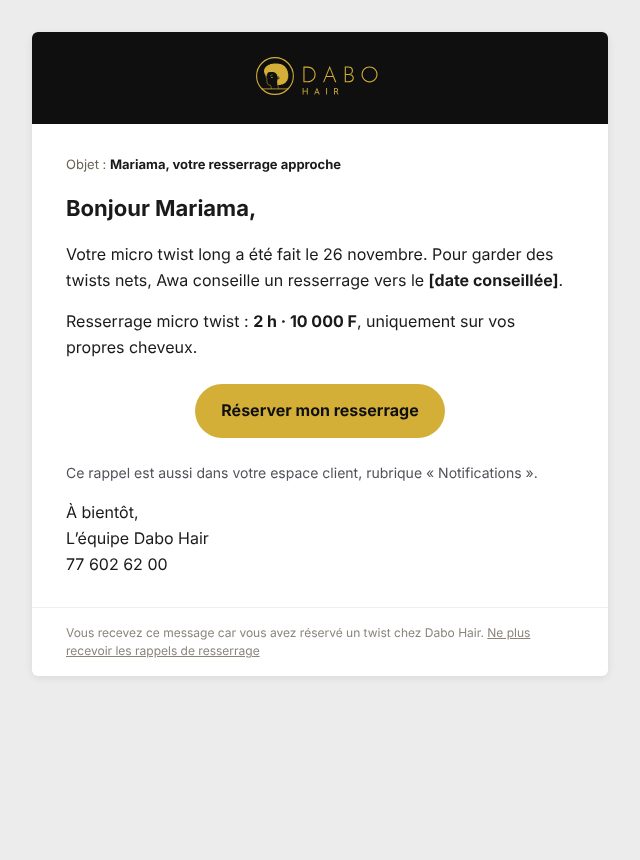 DABO
HAIR
Objet : Mariama, votre resserrage approche
Bonjour Mariama,
Votre micro twist long a été fait le 26 novembre. Pour garder des
twists nets, Awa conseille un resserrage vers le [date conseillée].
Resserrage micro twist : 2 h · 10 000 F, uniquement sur vos
propres cheveux.
Réserver mon resserrage
Ce rappel est aussi dans votre espace client, rubrique « Notifications ».
À bientôt,
L’équipe Dabo Hair
77 602 62 00
Vous recevez ce message car vous avez réservé un twist chez Dabo Hair. Ne plus
recevoir les rappels de resserrage